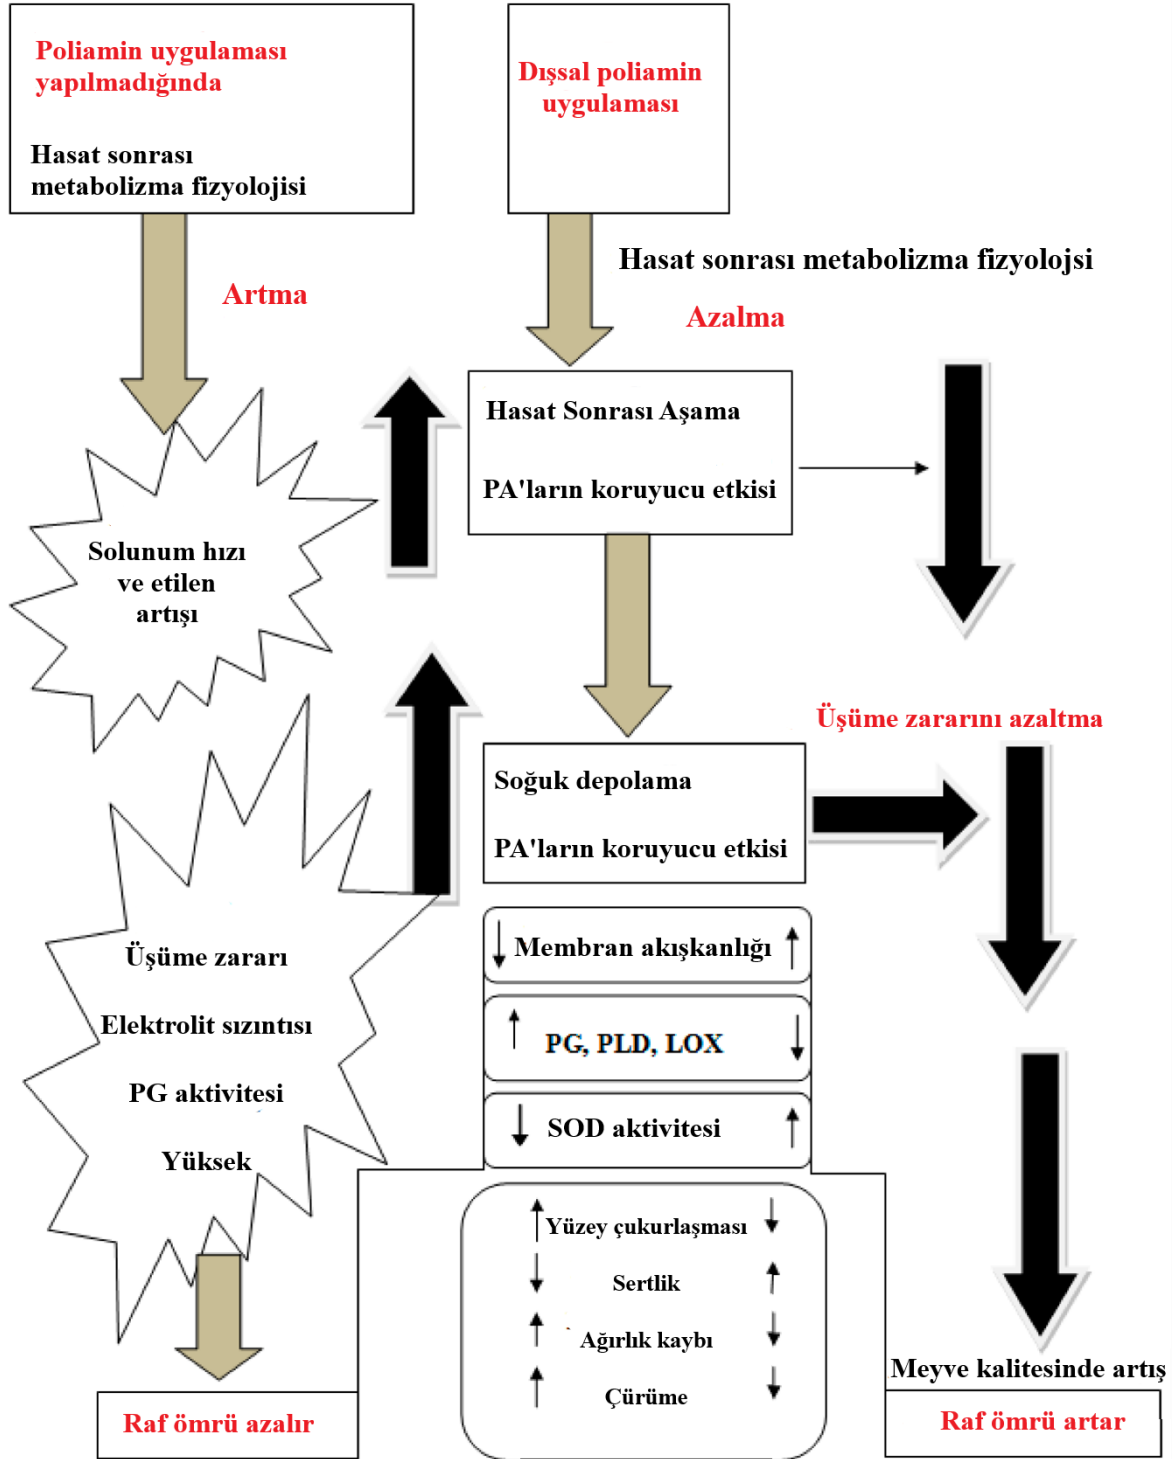 Poliamin uygulaması
yapılmadığında
Hasat sonrası
metabolizma fizyolojisi
Dışsal poliamin
uygulaması
Hasat sonrası metabolizma fizyolojsi
Artma
Azalma
Hasat Sonrası Aşama
PA'ların koruyucu etkisi
Solunum hızı
ve etilen
artışı
Üşüme zararını azaltma
Soğuk depolama
PA'ların koruyucu etkisi
Üşüme zararı
Elektrolit sızıntısı
PG aktivitesi
Yüksek
Membran akışkanlığı
PG, PLD, LOX
SOD aktivitesi
Yüzey çukurlaşması
Sertlik
Ağırlık kaybı
Çürüme
Meyve kalitesinde artış
Raf ömrü azalır
Raf ömrü artar